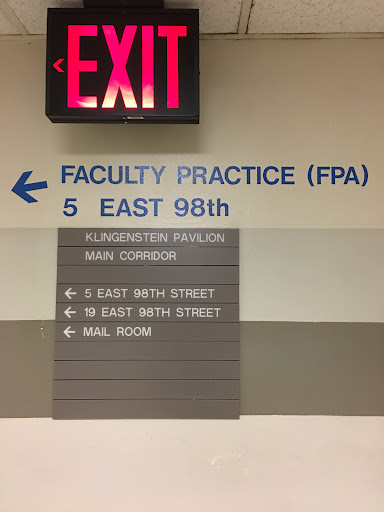 EXIT
FACULTY PRACTICE (FPA)
5 EAST 98th
KLINGENSTEIN PAVILION
MAIN CORRIDOR
5 EAST 98TH STREET
19 EAST 98TH STREET
MAIL ROOM